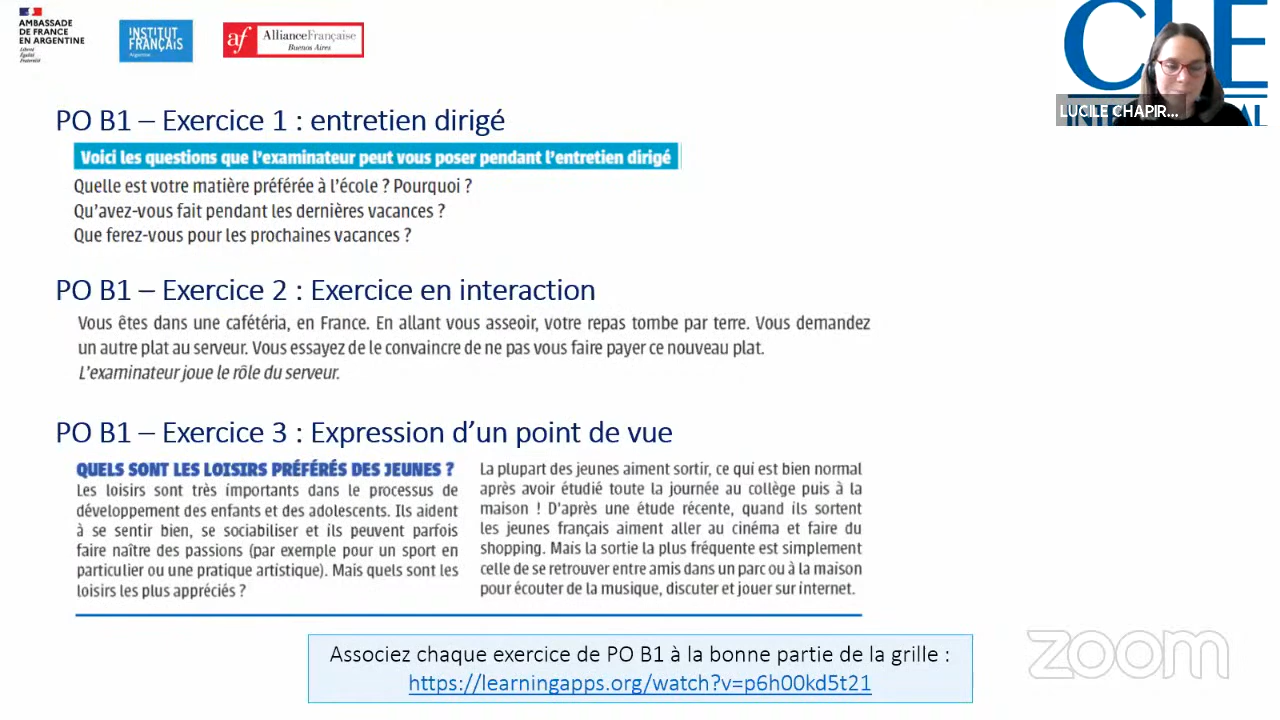 AMBASSADE
DE FRANCE
EN ARGENTINE
Liberté
Égalité
Fraternité
INSTITUT
FRANÇAIS
Argentine
af AllianceFrançaise
Buenos Aires
CLE
LUCILE CHAPIR...
PO B1 – Exercice 1 : entretien dirigé
Voici les questions que l'examinateur peut vous poser pendant l'entretien dirigé
Quelle est votre matière préférée à l'école ? Pourquoi ?
Qu'avez-vous fait pendant les dernières vacances ?
Que ferez-vous pour les prochaines vacances ?
PO B1 – Exercice 2 : Exercice en interaction
Vous êtes dans une cafétéria, en France. En allant vous asseoir, votre repas tombe par terre. Vous demandez
un autre plat au serveur. Vous essayez de le convaincre de ne pas vous faire payer ce nouveau plat.
L'examinateur joue le rôle du serveur.
PO B1 – Exercice 3 : Expression d'un point de vue
QUELS SONT LES LOISIRS PRÉFÉRÉS DES JEUNES ?
Les loisirs sont très importants dans le processus de
développement des enfants et des adolescents. Ils aident
à se sentir bien, se sociabiliser et ils peuvent parfois
faire naître des passions (par exemple pour un sport en
particulier ou une pratique artistique). Mais quels sont les
loisirs les plus appréciés ?
La plupart des jeunes aiment sortir, ce qui est bien normal
après avoir étudié toute la journée au collège puis à la
maison ! D'après une étude récente, quand ils sortent
les jeunes français aiment aller au cinéma et faire du
shopping. Mais la sortie la plus fréquente est simplement
celle de se retrouver entre amis dans un parc ou à la maison
pour écouter de la musique, discuter et jouer sur internet.
Associez chaque exercice de PO B1 à la bonne partie de la grille :
https://learningapps.org/watch?v=p6h00kd5t21
zoom